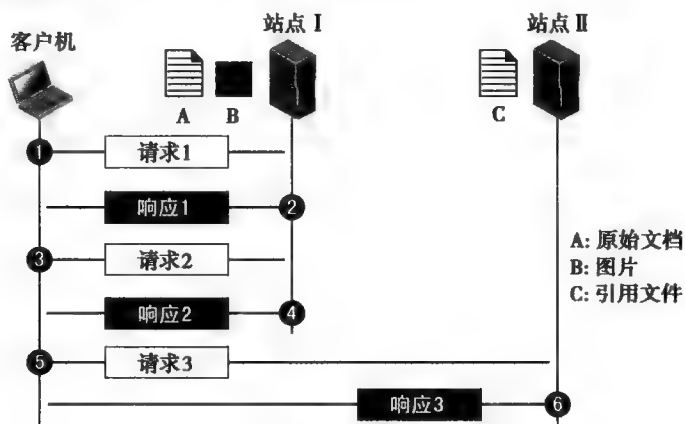 客户机
站点 I
站点 II
A
B
C
1
请求1
响应1
2
3
请求2
响应2
4
A: 原始文档
B: 图片
C: 引用文件
5
请求3
响应3
6